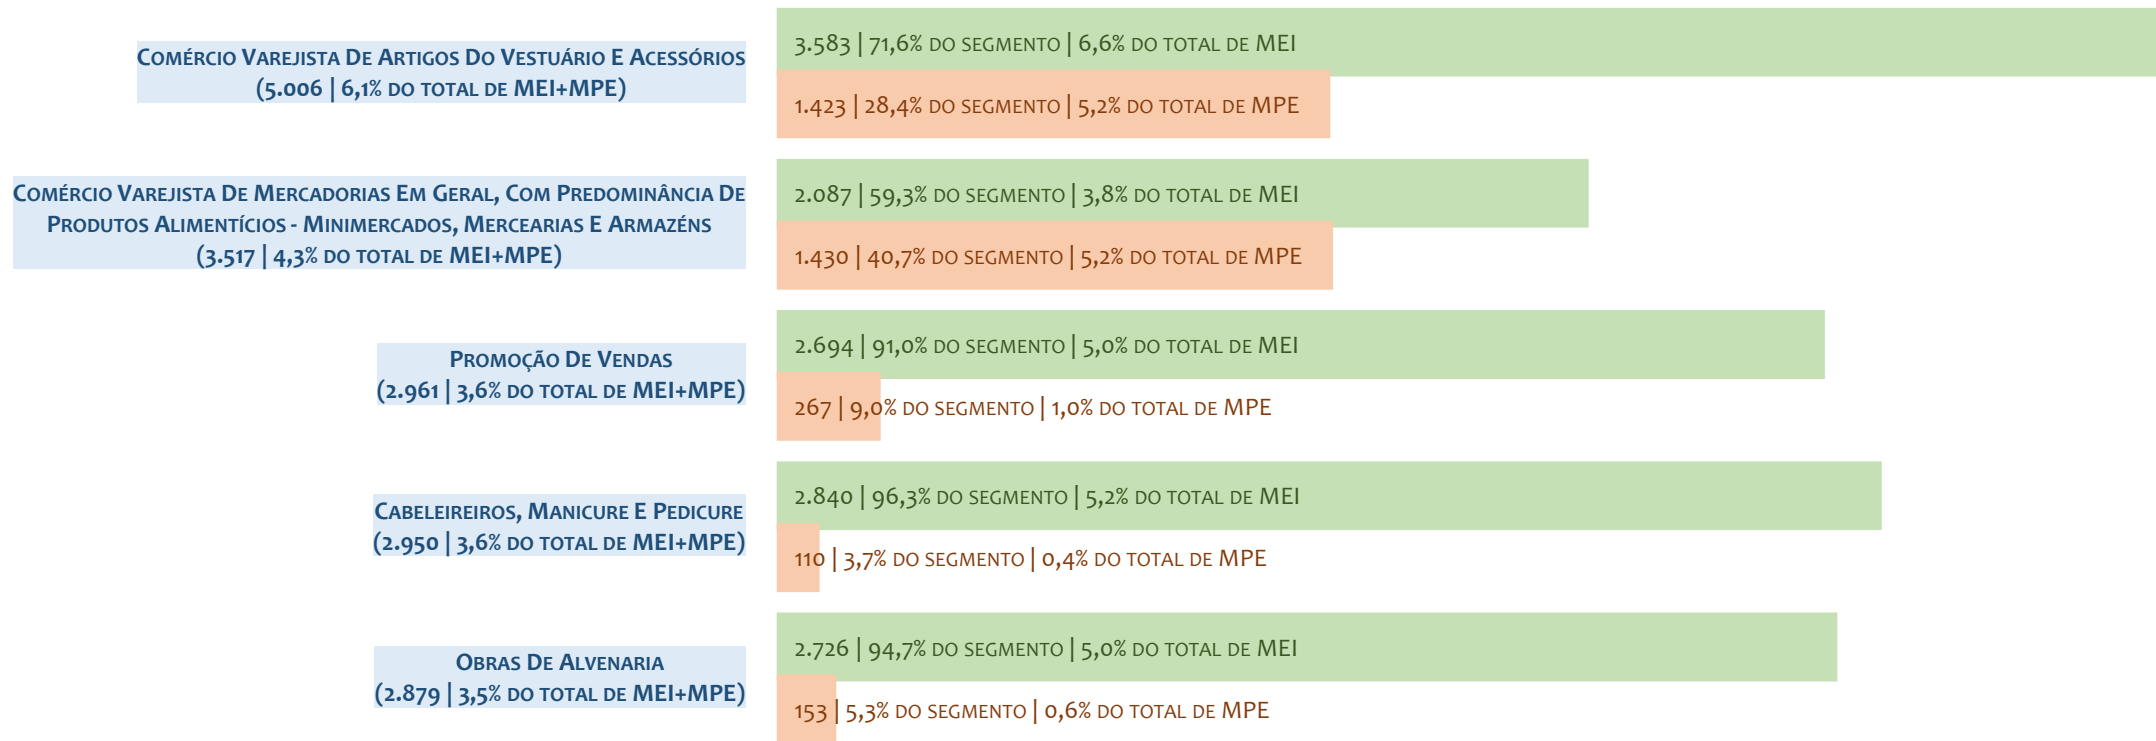 Comércio Varejista De Artigos Do Vestuário E Acessórios
(5.006 | 6,1% do total de MEI+MPE)
3.583 | 71,6% do segmento | 6,6% do total de MEI
1.423 | 28,4% do segmento | 5,2% do total de MPE
Comércio Varejista De Mercadorias Em Geral, Com Predominância De
Produtos Alimentícios - Minimercados, Mercearias E Armazéns
(3.517 | 4,3% do total de MEI+MPE)
2.087 | 59,3% do segmento | 3,8% do total de MEI
1.430 | 40,7% do segmento | 5,2% do total de MPE
Promoção De Vendas
(2.961 | 3,6% do total de MEI+MPE)
2.694 | 91,0% do segmento | 5,0% do total de MEI
267 | 9,0% do segmento | 1,0% do total de MPE
Cabeleireiros, Manicure E Pedicure
(2.950 | 3,6% do total de MEI+MPE)
2.840 | 96,3% do segmento | 5,2% do total de MEI
110 | 3,7% do segmento | 0,4% do total de MPE
Obras De Alvenaria
(2.879 | 3,5% do total de MEI+MPE)
2.726 | 94,7% do segmento | 5,0% do total de MEI
153 | 5,3% do segmento | 0,6% do total de MPE